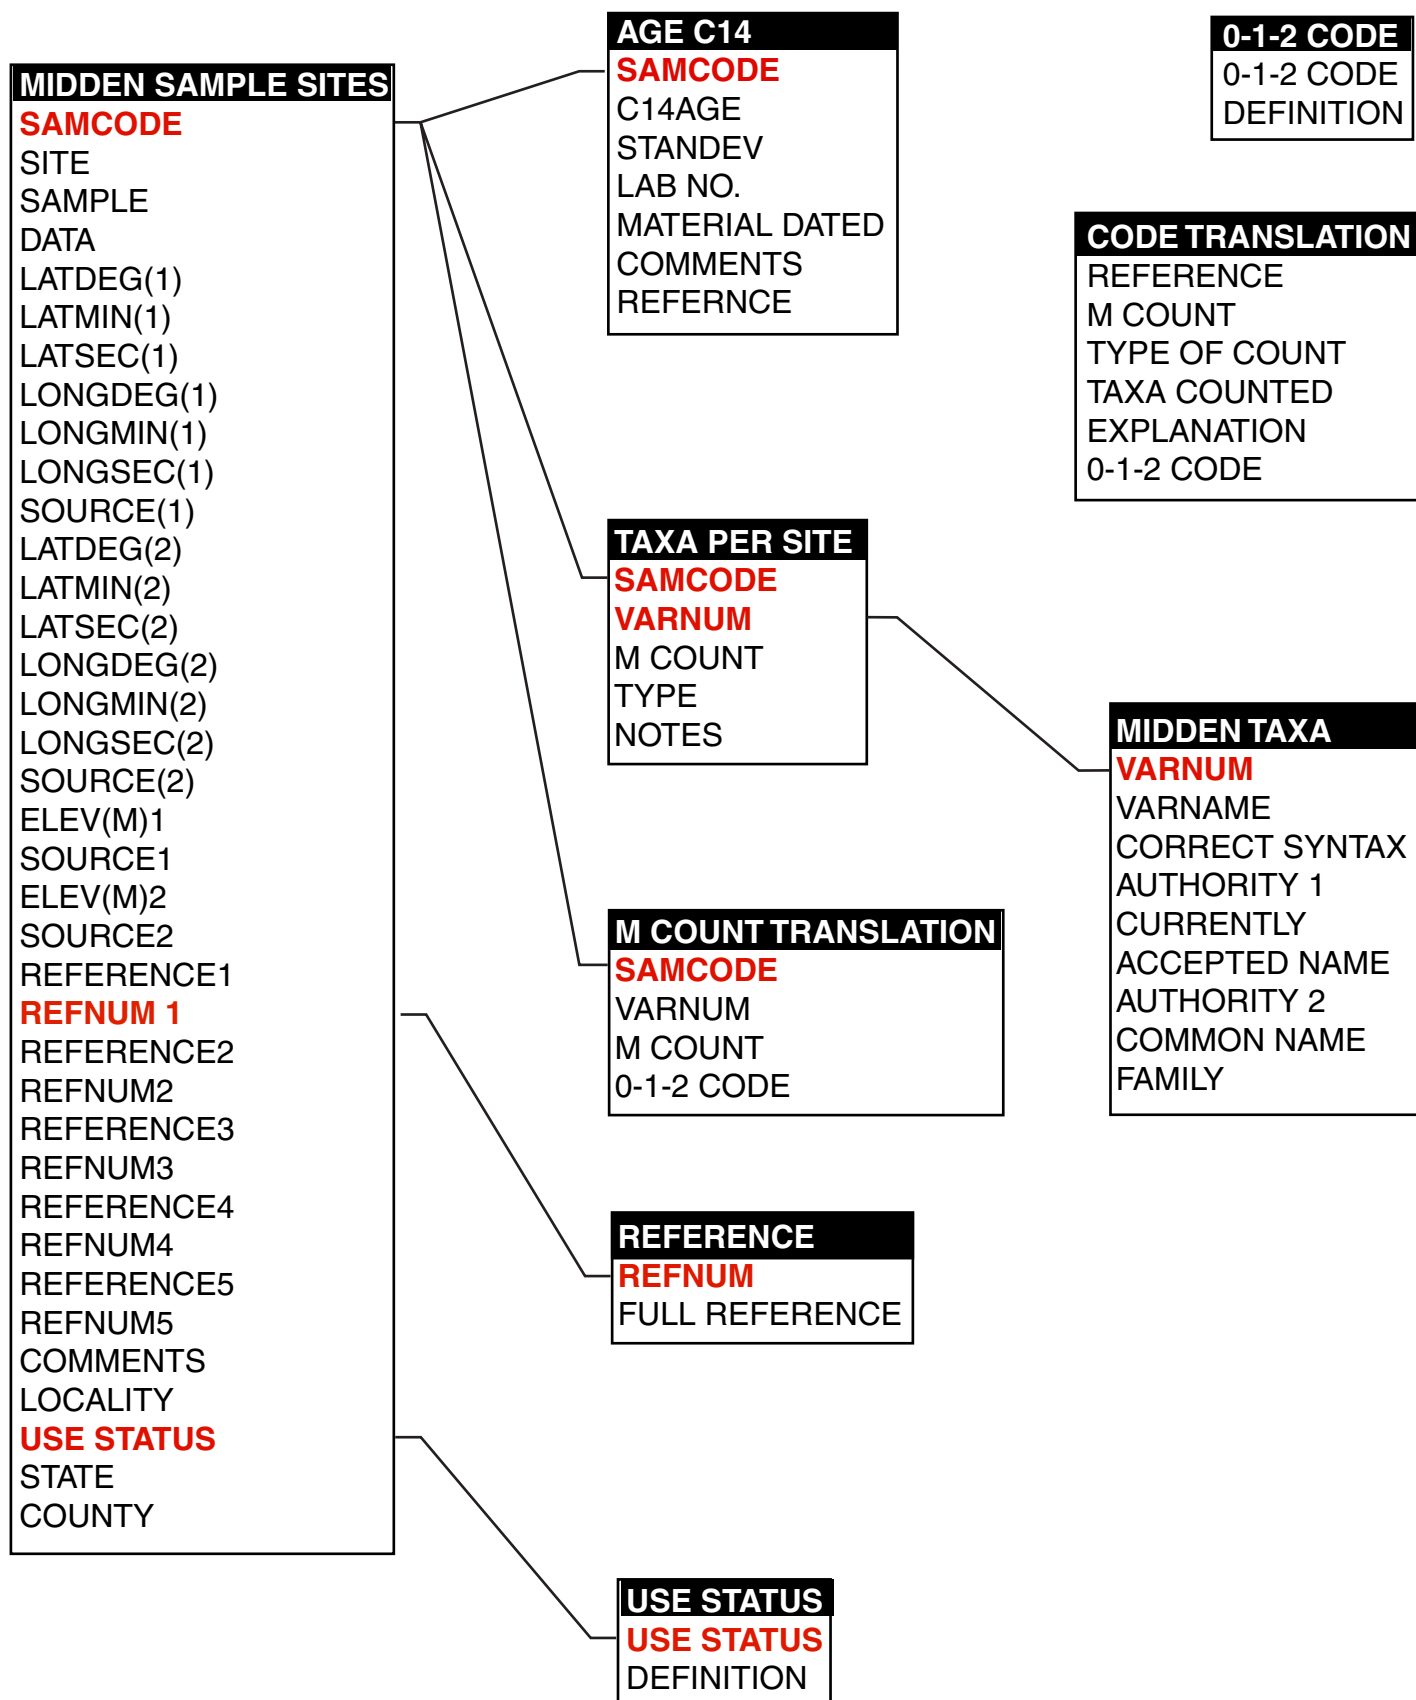 MIDDEN SAMPLE SITES
SAMCODE
SITE
SAMPLE
DATA
LATDEG(1)
LATMIN(1)
LATSEC(1)
LONGDEG(1)
LONGMIN(1)
LONGSEC(1)
SOURCE(1)
LATDEG(2)
LATMIN(2)
LATSEC(2)
LONGDEG(2)
LONGMIN(2)
LONGSEC(2)
SOURCE(2)
ELEV(M)1
SOURCE1
ELEV(M)2
SOURCE2
REFERENCE1
REFNUM 1
REFERENCE2
REFNUM2
REFERENCE3
REFNUM3
REFERENCE4
REFNUM4
REFERENCE5
REFNUM5
COMMENTS
LOCALITY
USE STATUS
STATE
COUNTY
AGE C14
SAMCODE
C14AGE
STANDEV
LAB NO.
MATERIAL DATED
COMMENTS
REFERNCE
TAXA PER SITE
SAMCODE
VARNUM
M COUNT
TYPE
NOTES
M COUNT TRANSLATION
SAMCODE
VARNUM
M COUNT
0-1-2 CODE
REFERENCE
REFNUM
FULL REFERENCE
USE STATUS
USE STATUS
DEFINITION
0-1-2 CODE
0-1-2 CODE
DEFINITION
CODE TRANSLATION
REFERENCE
M COUNT
TYPE OF COUNT
TAXA COUNTED
EXPLANATION
0-1-2 CODE
MIDDEN TAXA
VARNUM
VARNAME
CORRECT SYNTAX
AUTHORITY 1
CURRENTLY
ACCEPTED NAME
AUTHORITY 2
COMMON NAME
FAMILY